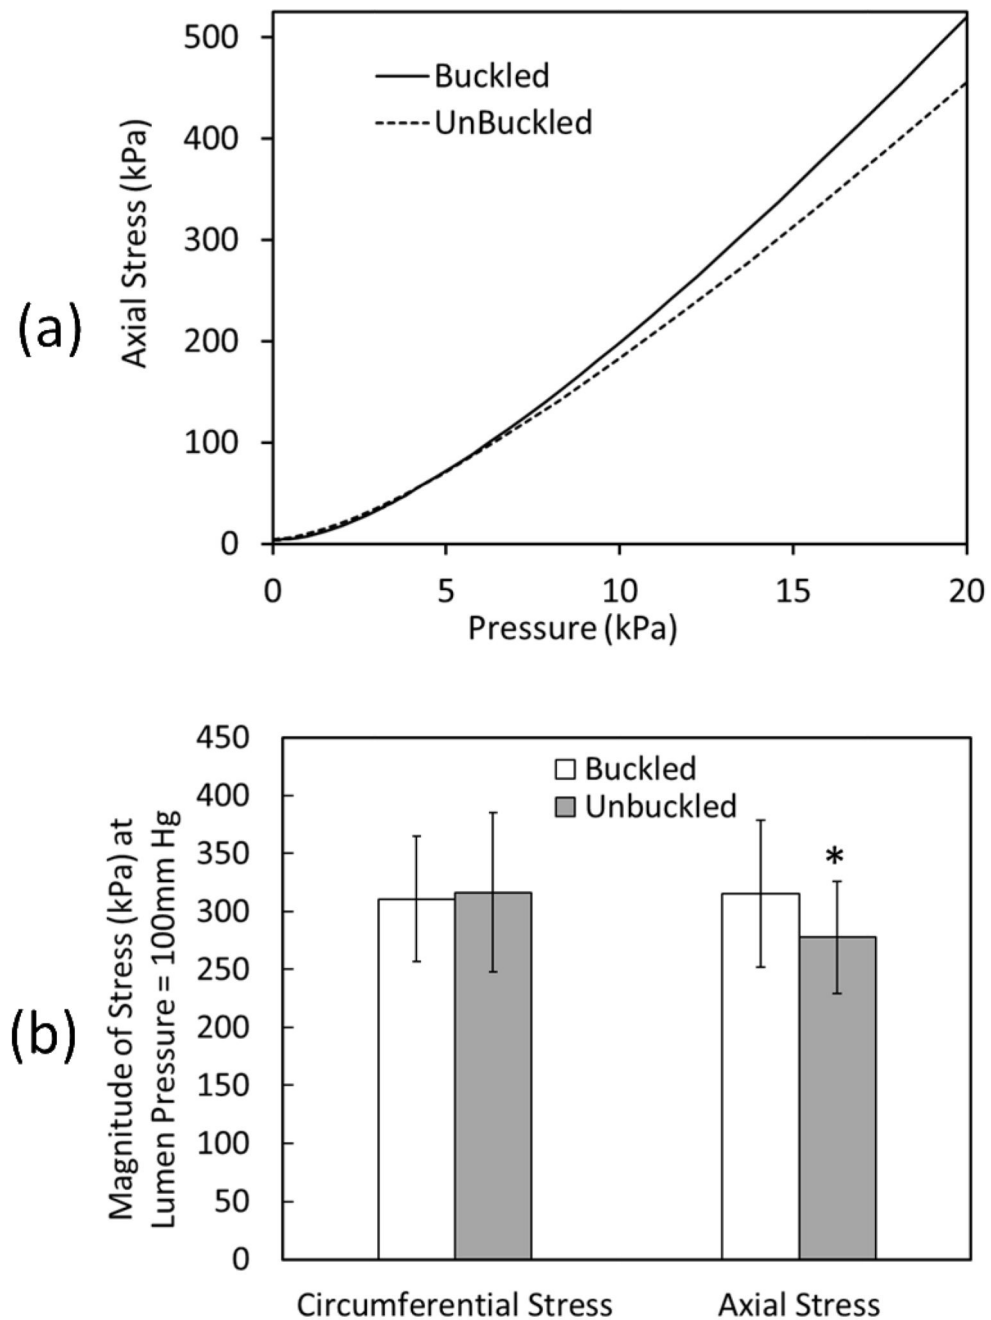 (a)
Axial Stress (kPa)
500
400
300
200
100
0
Buckled
UnBuckled
0 5 10 15 20
Pressure (kPa)
(b)
Magnitude of Stress (kPa) at
Lumen Pressure = 100mm Hg
450
400
350
300
250
200
150
100
50
0
Buckled
Unbuckled
*
Circumferential Stress Axial Stress